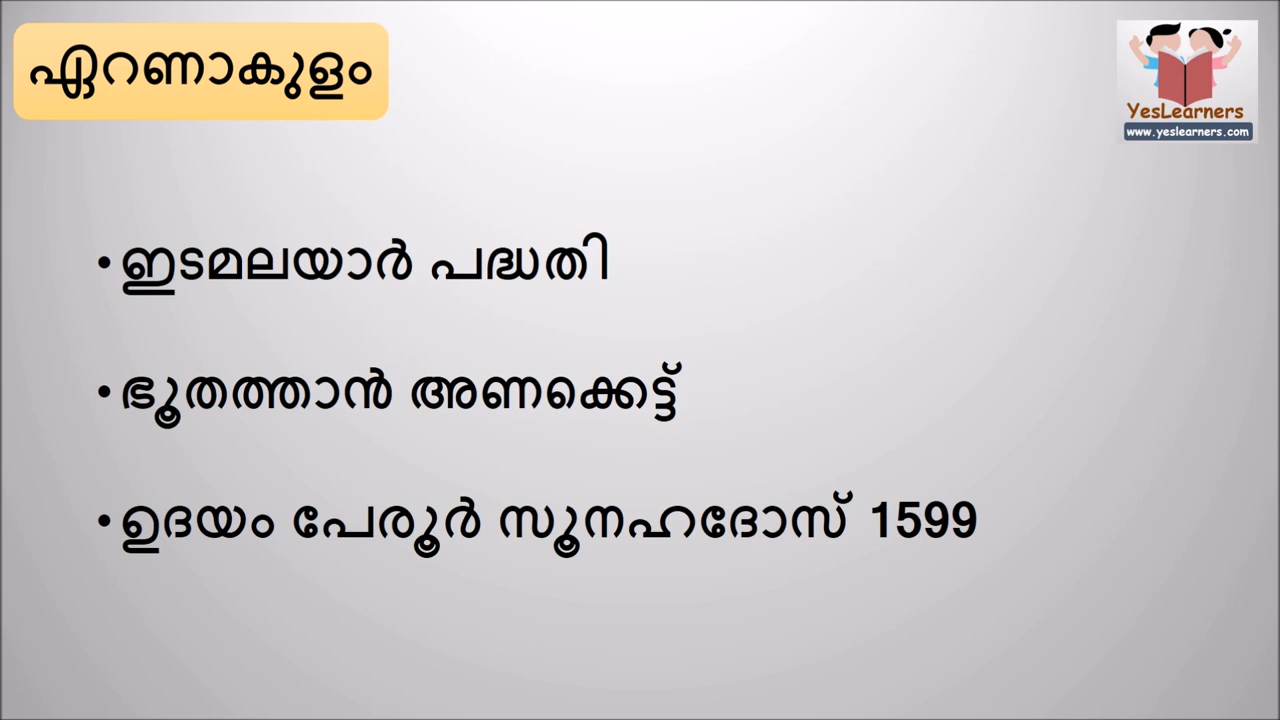 ഏറണാകുളം
YesLearners
www.yeslearners.com
• ഇടമലയാർ പദ്ധതി
• ഭൂതത്താൻ അണക്കെട്ട്
• ഉദയം പേരൂർ സൂനഹദോസ് 1599